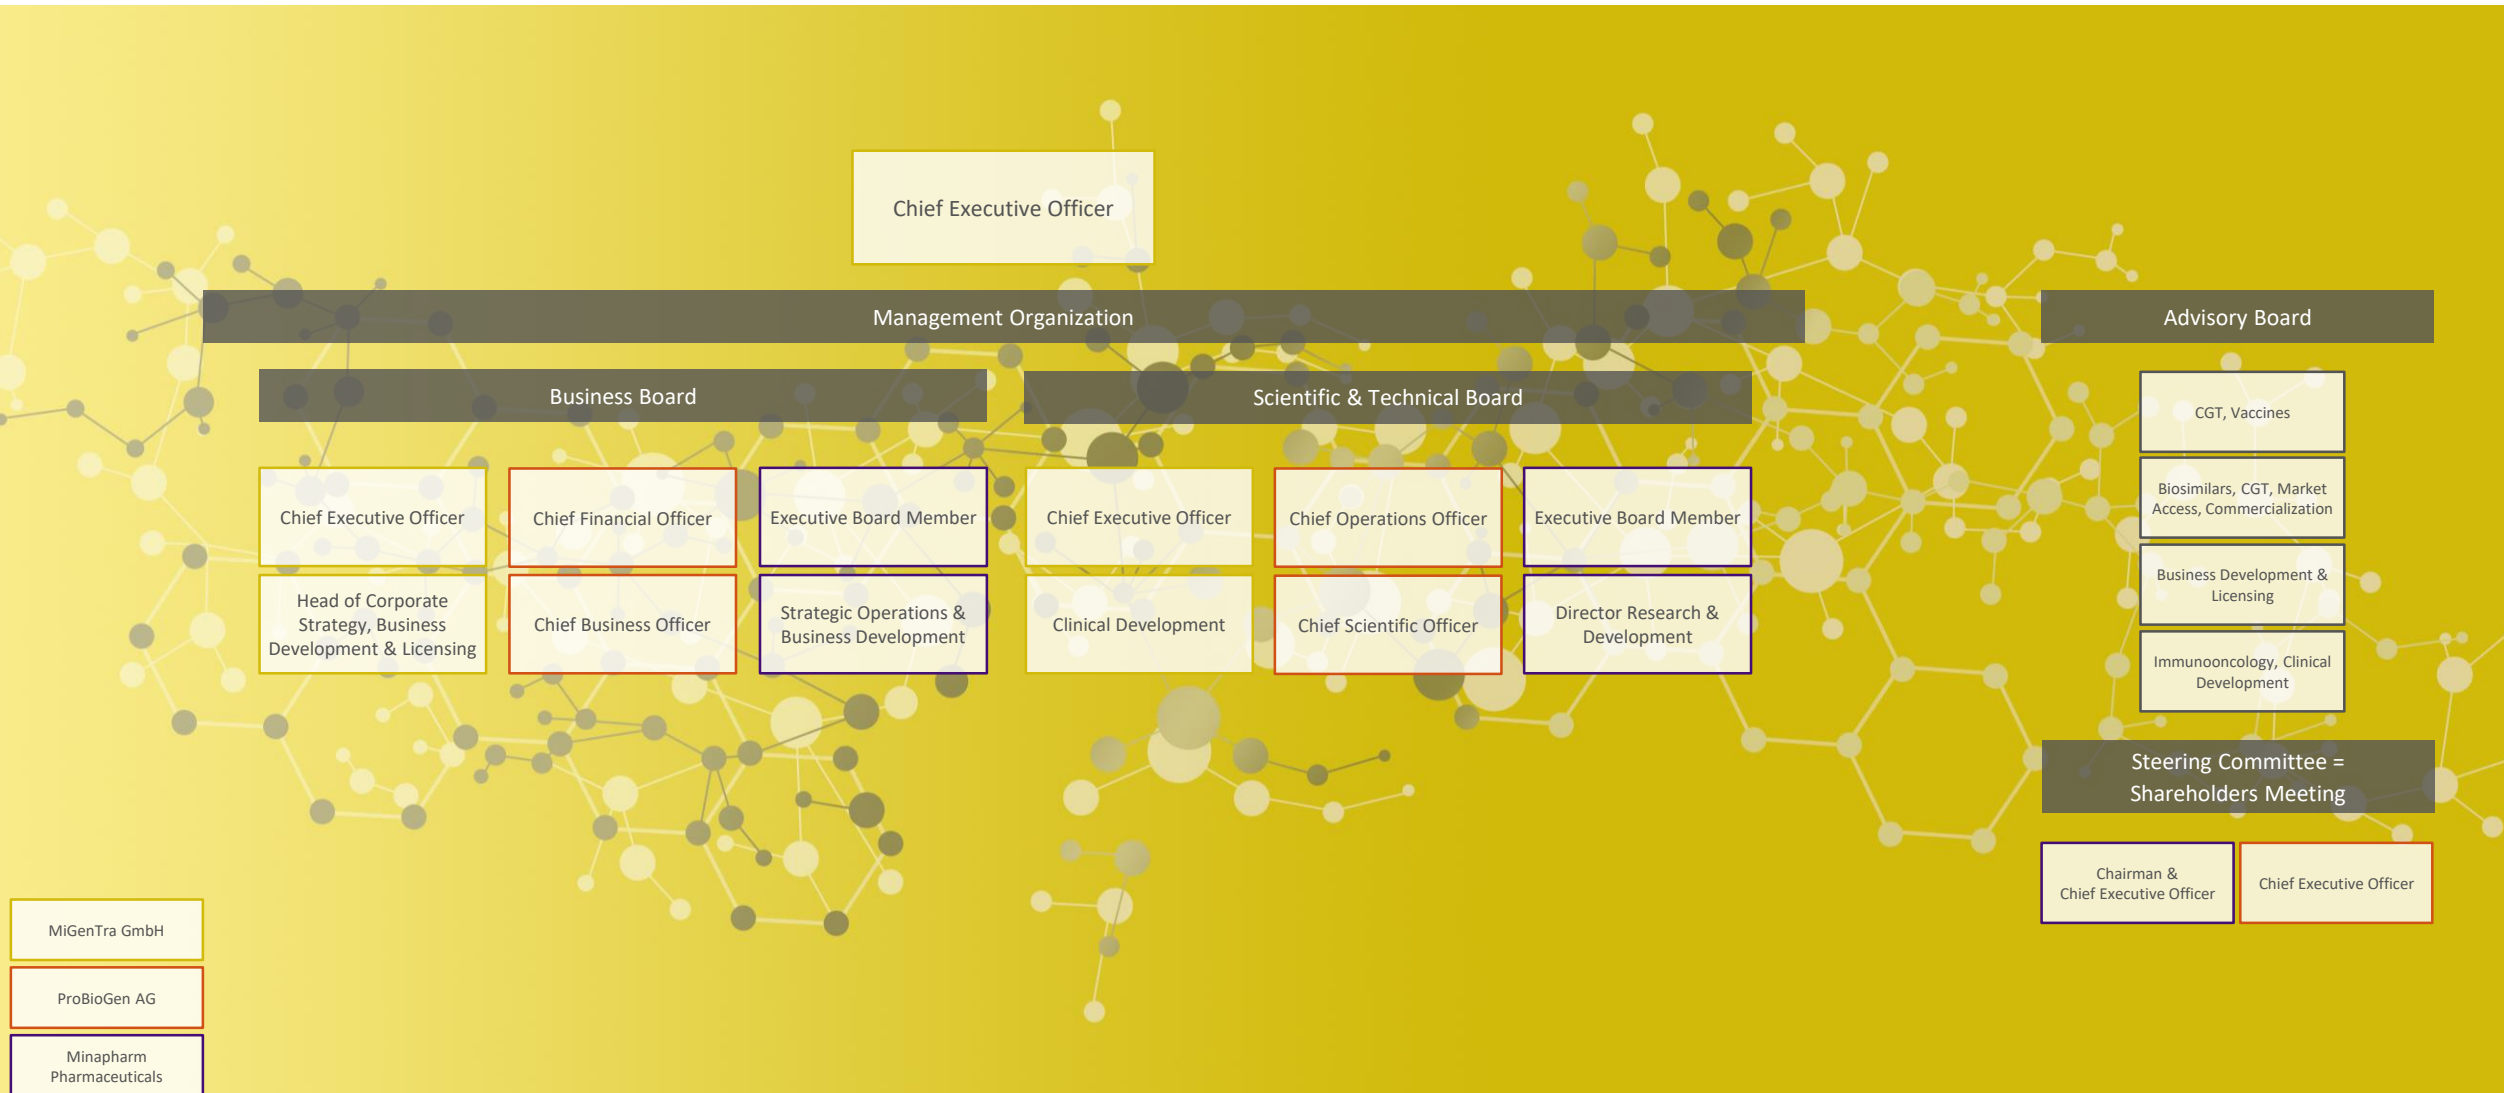 Chief Executive Officer
Management Organization
Business Board
Chief Executive Officer
Chief Financial Officer
Executive Board Member
Head of Corporate
Strategy, Business
Development & Licensing
Chief Business Officer
Strategic Operations &
Business Development
Scientific & Technical Board
Chief Executive Officer
Chief Operations Officer
Executive Board Member
Clinical Development
Chief Scientific Officer
Director Research &
Development
Advisory Board
CGT, Vaccines
Biosimilars, CGT, Market
Access, Commercialization
Business Development &
Licensing
Immunooncology, Clinical
Development
Steering Committee =
Shareholders Meeting
Chairman &
Chief Executive Officer
Chief Executive Officer
MiGenTra GmbH
ProBioGen AG
Minapharm
Pharmaceuticals